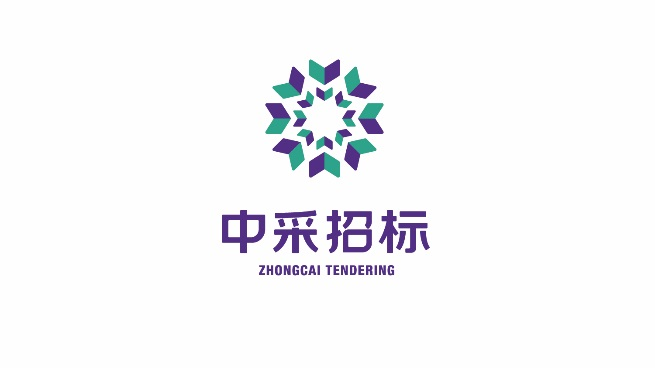 中采招标
ZHONGCAI TENDERING